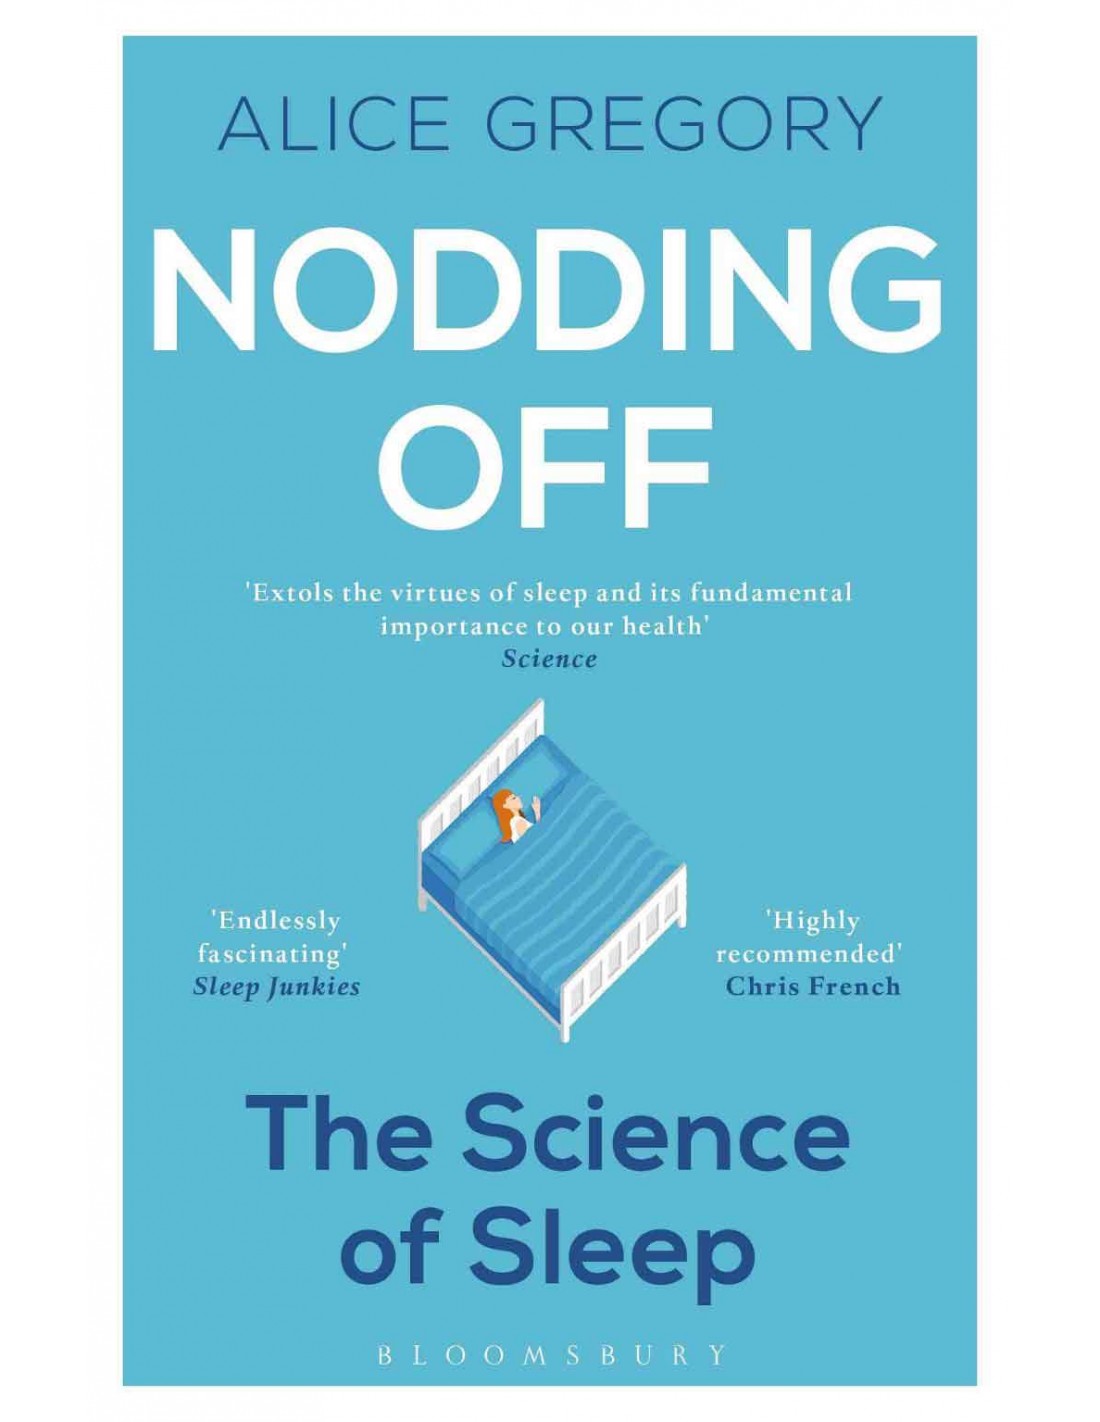 ALICE GREGORY
NODDING
OFF
'Extols the virtues of sleep and its fundamental
importance to our health'
Science
'Endlessly
fascinating'
Sleep Junkies
'Highly
recommended'
Chris French
The Science
of Sleep
BLOOMSBURY